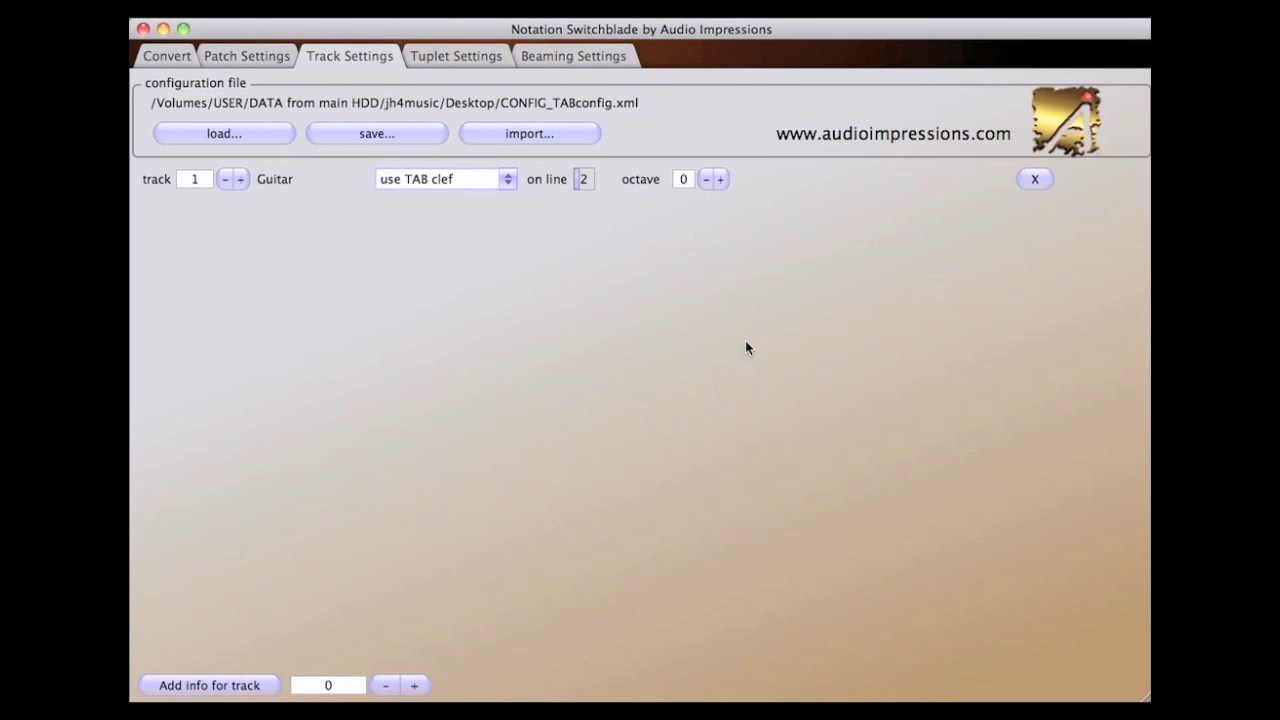 Notation Switchblade by Audio Impressions
Convert Patch Settings Track Settings Tuplet Settings Beaming Settings
configuration file
/Volumes/USER/DATA from main HDD/jh4music/Desktop/CONFIG_TABconfig.xml
load... save... import... www.audioimpressions.com
track 1 - + Guitar use TAB clef on line 2 octave 0 - + X
Add info for track 0 - +